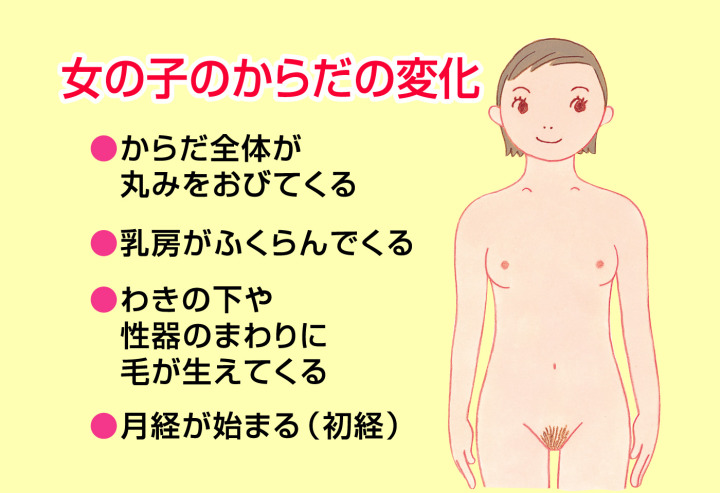 女の子のからだの変化
●からだ全体が
丸みをおびてくる
●乳房がふくらんでくる
●わきの下や
性器のまわりに
毛が生えてくる
●月経が始まる（初経）